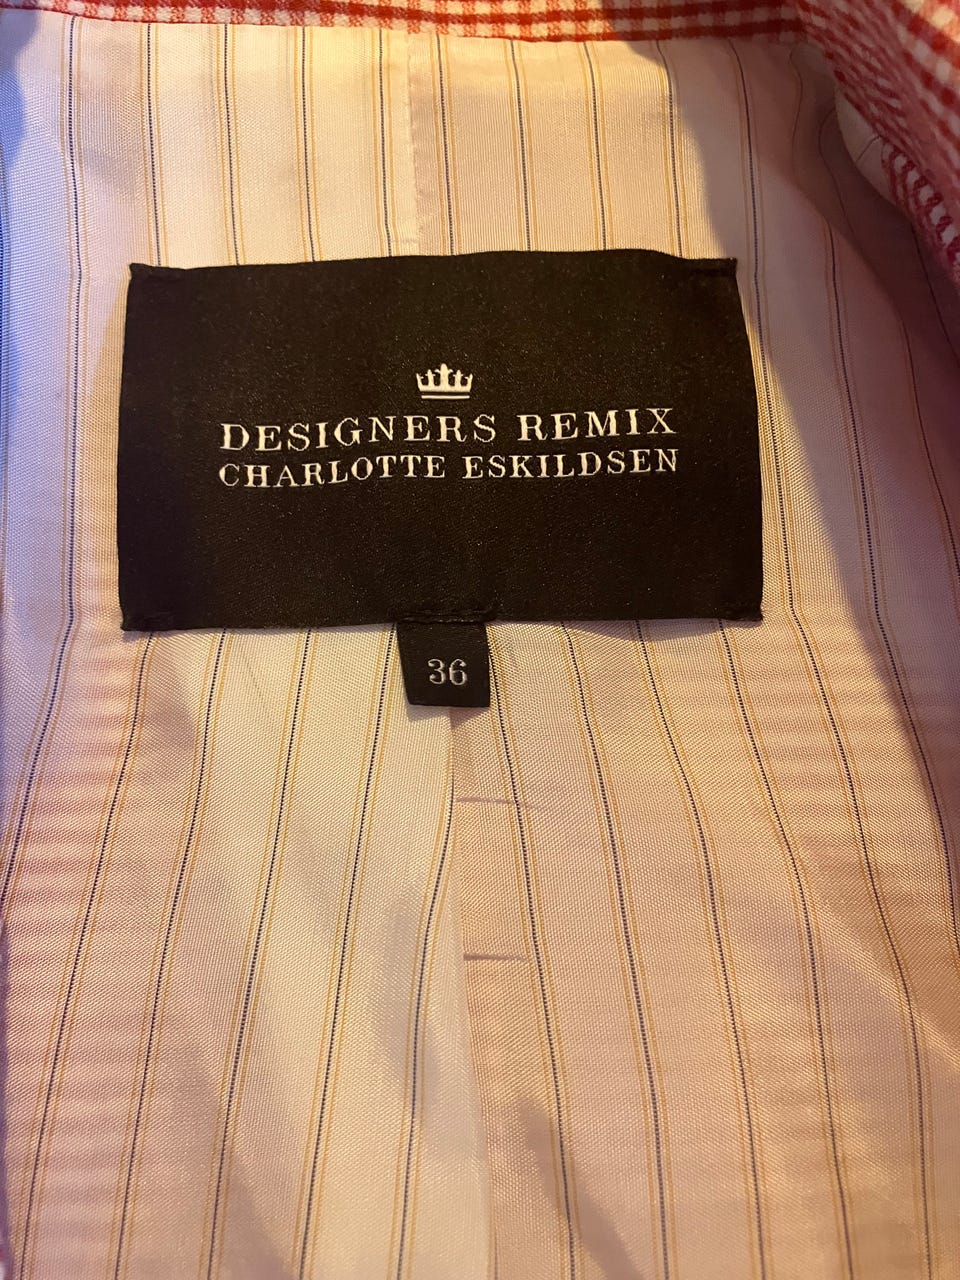 DESIGNERS REMIX
CHARLOTTE ESKILDSEN
36